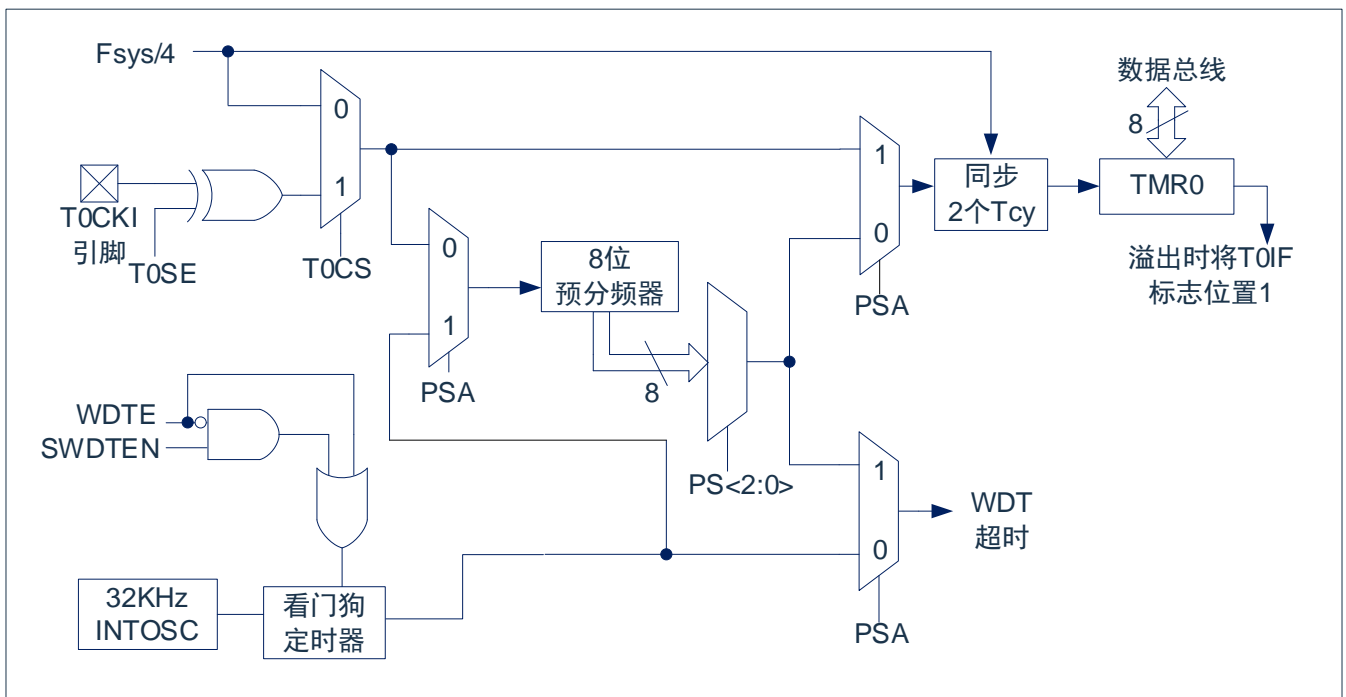 Fsys/4
数据总线
8
0
1
1
0
T0CKI
引脚
T0SE
T0CS
同步
2个Tcy
TMR0
溢出时将T0IF
标志位置1
PSA
0
1
PSA
8位
预分频器
8
PS<2:0>
WDTE
SWDTEN
1
0
WDT
超时
PSA
32KHz
INTOSC
看门狗
定时器